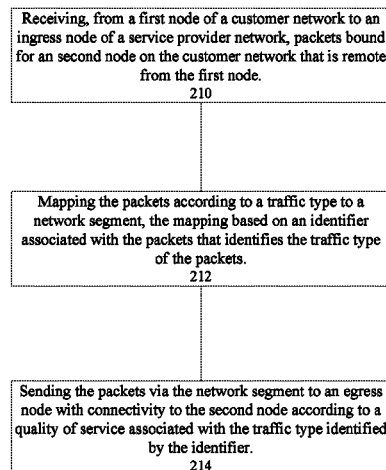 Receiving, from a first node of a customer network to an
ingress node of a service provider network, packets bound
for an second node on the customer network that is remote
from the first node.
210
Mapping the packets according to a traffic type to a
network segment, the mapping based on an identifier
associated with the packets that identifies the traffic type
of the packets.
212
Sending the packets via the network segment to an egress
node with connectivity to the second node according to a
quality of service associated with the traffic type identified
by the identifier.
214